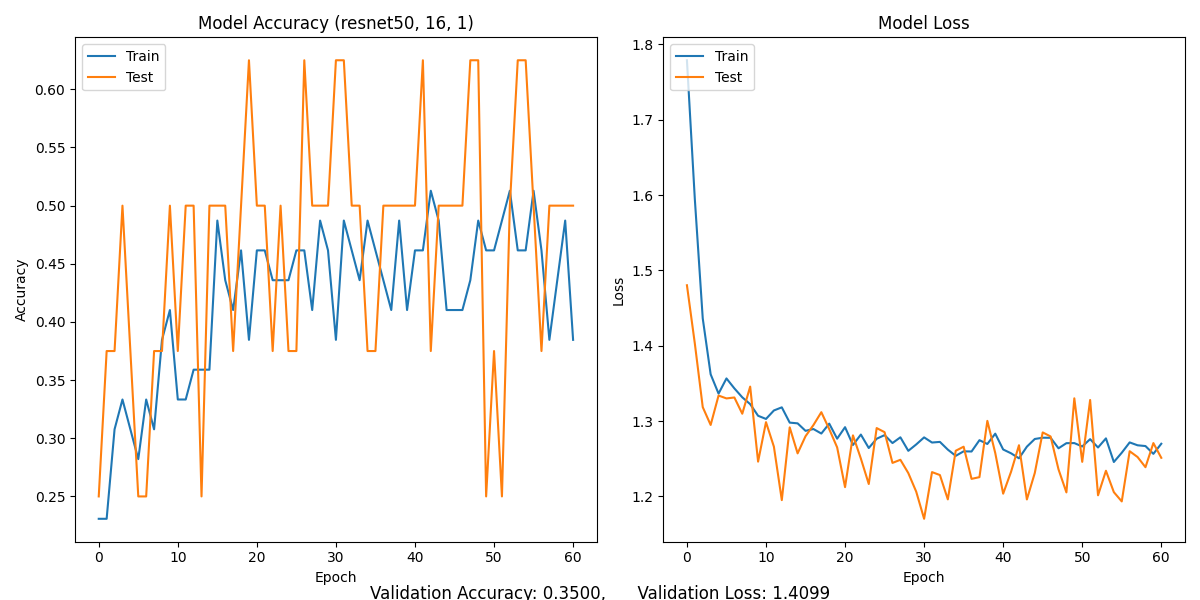 Model Accuracy (resnet50, 16, 1)
Train
Test
0.60
0.55
0.50
0.45
0.40
0.35
0.30
0.25
Accuracy
0 10 20 30 40 50 60
Epoch
Model Loss
Train
Test
1.8
1.7
1.6
1.5
1.4
1.3
1.2
Loss
0 10 20 30 40 50 60
Epoch
Validation Accuracy: 0.3500, Validation Loss: 1.4099